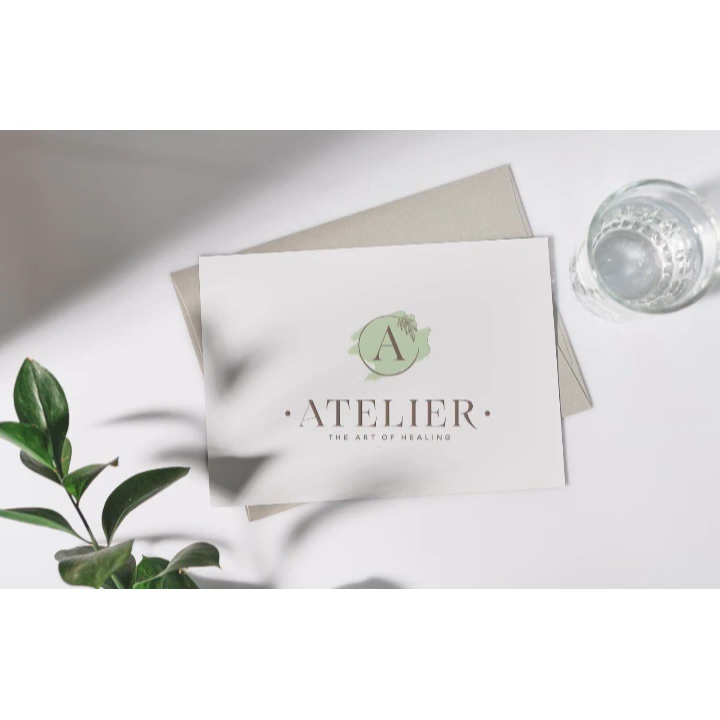 A
• ATELIER •
THE ART OF HEALING